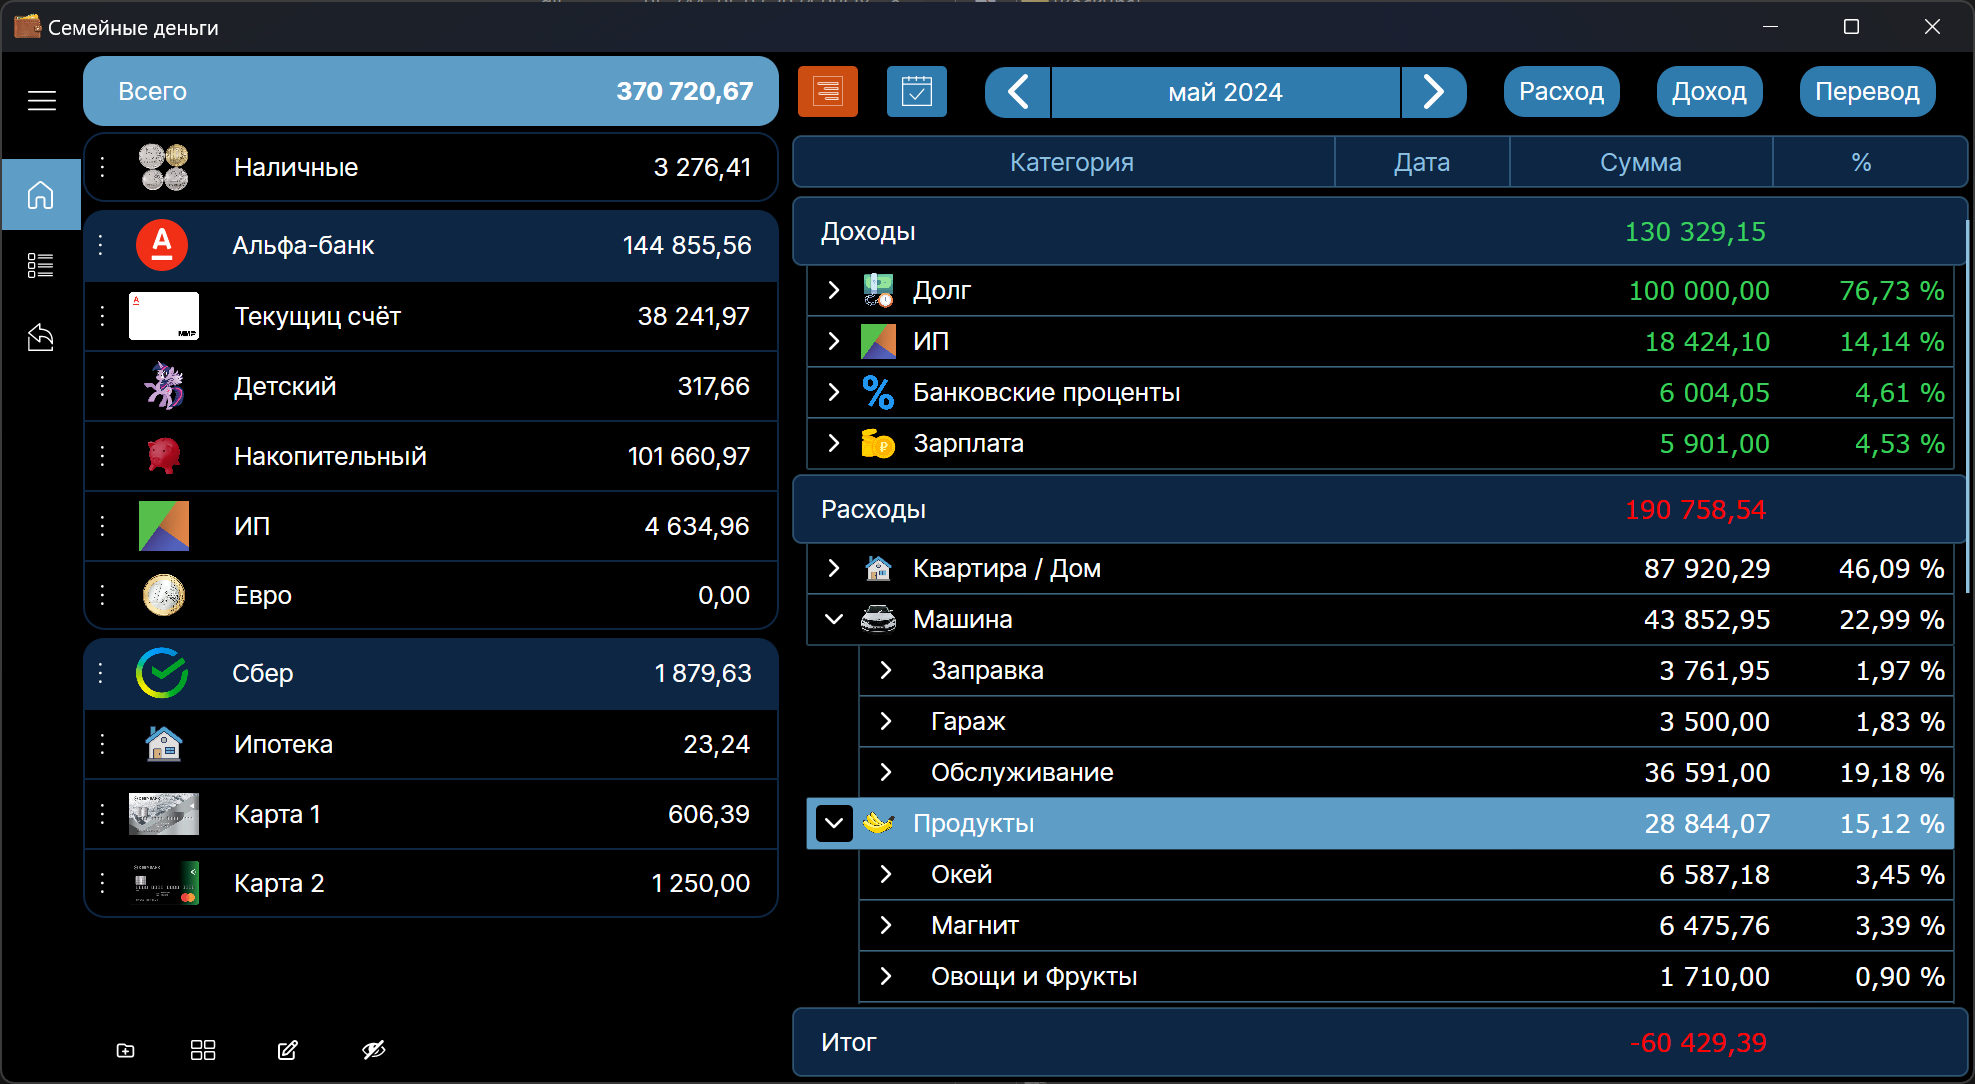 Семейные деньги
Всего 370 720,67
Наличные 3 276,41
Альфа-банк 144 855,56
Текущиц счёт 38 241,97
Детский 317,66
Накопительный 101 660,97
ИП 4 634,96
Евро 0,00
Сбер 1 879,63
Ипотека 23,24
Карта 1 606,39
Карта 2 1 250,00
май 2024
Расход
Доход
Перевод
Категория Дата Сумма %
Доходы 130 329,15
Долг 100 000,00 76,73 %
ИП 18 424,10 14,14 %
Банковские проценты 6 004,05 4,61 %
Зарплата 5 901,00 4,53 %
Расходы 190 758,54
Квартира / Дом 87 920,29 46,09 %
Машина 43 852,95 22,99 %
Заправка 3 761,95 1,97 %
Гараж 3 500,00 1,83 %
Обслуживание 36 591,00 19,18 %
Продукты 28 844,07 15,12 %
Окей 6 587,18 3,45 %
Магнит 6 475,76 3,39 %
Овощи и Фрукты 1 710,00 0,90 %
Итог -60 429,39